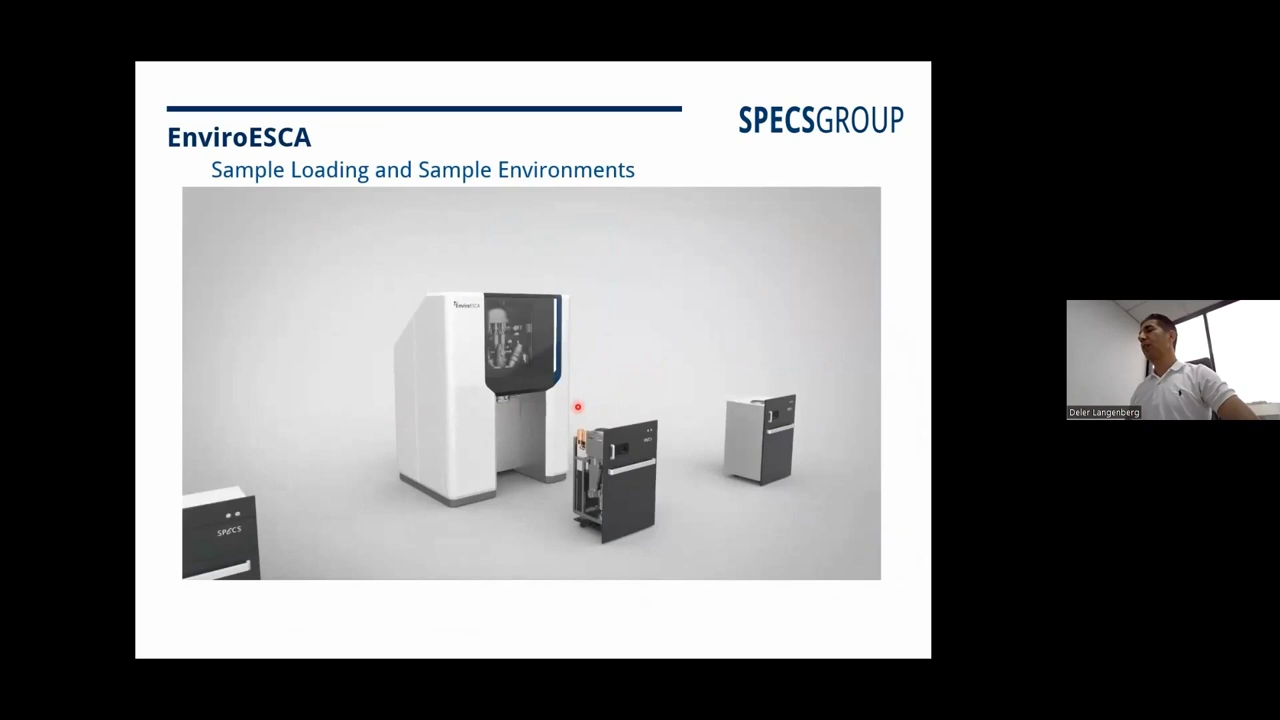 SPECSGROUP
EnviroESCA
Sample Loading and Sample Environments
EnviroESCA
SPECS
Deler Langenberg